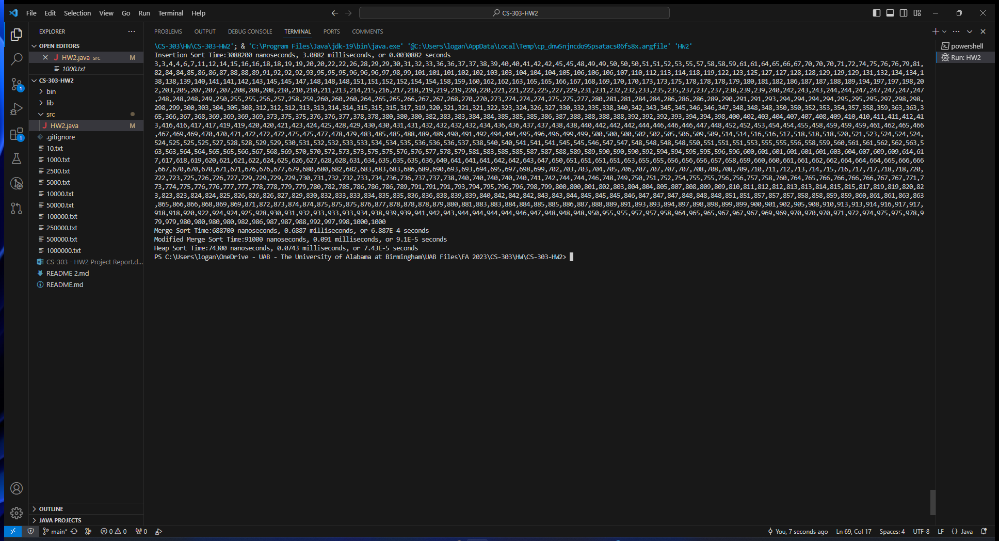 File Edit Selection View Go Run Terminal Help
CS-303-HW2
EXPLORER
OPEN EDITORS
HW2.java src M
1000.txt
CS-303-HW2
bin
lib
src
HW2.java M
.gitignore
10.txt
1000.txt
2500.txt
5000.txt
10000.txt
50000.txt
100000.txt
250000.txt
500000.txt
1000000.txt
CS-303 - HW2 Project Report.d...
README 2.md
README.md
OUTLINE
JAVA PROJECTS
PROBLEMS OUTPUT DEBUG CONSOLE TERMINAL PORTS COMMENTS
\CS-303\HW\CS-303-HW2'; & 'C:\Program Files\Java\jdk-19\bin\java.exe' '@C:\Users\logan\AppData\Local\Temp\cp_dnw5njncdo95psatacs06fs8x.argfile' 'HW2'
Insertion Sort Time:3088200 nanoseconds, 3.0882 milliseconds, or 0.0030882 seconds
3,3,4,4,6,7,11,12,14,15,16,16,18,18,19,19,20,20,22,22,26,28,29,29,30,31,32,33,36,36,37,37,38,39,40,40,41,42,42,45,45,48,49,49,50,50,50,51,51,52,53,55,57,58,58,59,61,61,64,65,66,67,70,70,70,71,72,74,75,76,76,79,81,
82,84,84,85,86,86,87,88,88,89,91,92,92,92,93,95,95,95,96,96,96,97,98,99,101,101,101,102,102,103,103,104,104,104,105,106,106,106,107,110,112,113,114,118,119,122,123,125,127,127,128,128,129,129,129,131,132,134,134,1
38,138,139,140,141,141,142,143,145,145,147,148,148,148,151,151,152,152,154,154,158,159,160,162,162,163,165,165,166,167,168,169,170,170,173,173,175,178,178,178,179,180,181,182,186,187,187,188,189,194,197,197,198,20
2,203,205,207,207,207,208,208,208,210,210,210,211,213,214,215,216,217,218,219,219,219,220,220,221,221,222,225,227,229,231,231,232,232,233,235,235,237,237,237,238,239,239,240,242,243,243,244,244,247,247,247,247,247
,248,248,248,249,250,255,255,256,257,258,259,260,260,260,264,265,265,266,267,267,268,270,270,273,274,274,274,275,275,277,280,281,281,284,284,286,286,286,289,290,291,291,293,294,294,294,295,295,295,295,297,298,298,
298,299,300,303,304,305,308,312,312,312,313,313,314,314,315,315,315,317,319,320,321,321,321,322,323,324,326,327,330,332,335,338,340,342,343,345,345,346,346,347,348,348,348,350,350,352,353,354,357,358,359,363,363,3
65,366,367,368,369,369,369,369,373,375,375,376,376,377,378,378,380,380,380,382,383,383,384,384,385,385,386,387,388,388,388,388,392,392,392,393,394,394,398,400,402,403,404,407,407,408,409,410,410,411,411,412,41
3,416,416,417,417,419,419,420,420,421,423,424,425,428,429,430,430,431,431,432,432,432,432,434,436,436,437,437,438,438,440,442,442,442,444,446,446,446,447,448,452,452,453,454,454,454,455,458,459,459,459,461,462,465,466
,467,469,469,470,470,471,472,472,472,475,475,477,478,479,483,485,485,488,489,489,490,491,492,494,494,495,496,496,499,499,500,500,500,502,502,505,506,509,509,514,514,516,516,517,518,518,518,520,521,523,524,524,524,
524,525,525,525,527,528,528,529,529,530,531,532,532,533,533,534,534,535,536,536,536,537,538,540,540,541,541,541,545,545,546,547,547,547,548,548,548,548,548,550,551,551,551,553,555,555,556,558,559,560,561,561,562,562,563,5
63,563,564,564,565,565,566,567,568,569,570,570,572,573,573,575,575,576,576,577,578,579,581,583,585,585,587,587,588,589,589,590,590,590,592,594,594,595,595,596,596,600,601,601,601,601,601,603,604,607,609,609,614,61
7,617,618,619,620,621,621,622,624,625,626,627,628,628,631,634,635,635,635,636,640,641,641,641,642,642,643,647,650,651,651,651,651,653,655,655,656,656,656,657,658,659,660,660,661,661,662,662,664,664,664,665,666,666
,667,670,670,670,671,671,676,676,677,679,680,680,682,682,683,683,683,686,689,690,693,693,694,695,697,698,699,702,703,703,704,705,706,707,707,707,707,708,708,708,709,710,711,712,713,714,715,716,717,717,718,718,720,
722,723,725,726,726,727,729,729,729,729,730,731,732,732,733,734,736,736,737,737,738,740,740,740,740,741,742,744,744,746,748,749,750,751,752,754,755,755,756,756,757,758,760,764,765,766,766,766,766,767,767,771,7
73,774,775,776,776,777,777,778,778,779,779,780,782,785,786,786,786,789,791,791,791,793,794,795,796,796,798,799,800,800,801,802,803,804,804,805,807,808,809,809,810,811,812,812,813,813,814,815,815,817,819,819,820,82
3,823,823,824,824,825,826,826,826,827,829,830,832,833,833,834,835,835,836,836,838,839,839,840,842,842,842,843,843,844,845,845,845,846,847,847,847,848,848,848,851,851,857,857,857,858,858,859,859,860,861,861,863,863
,865,866,866,868,869,869,871,872,873,874,874,875,875,875,876,877,878,878,878,879,880,881,883,883,884,884,885,885,886,887,888,889,891,893,893,894,897,898,898,899,899,900,901,902,905,908,910,913,913,914,916,917,917,
918,918,920,922,924,924,925,928,930,931,932,933,933,933,934,938,939,939,941,942,943,944,944,944,944,946,947,948,948,948,950,955,955,957,957,958,964,965,965,967,967,967,969,969,970,970,970,971,972,974,975,975,978,9
79,979,980,980,980,980,982,986,987,987,988,992,997,998,1000,1000
Merge Sort Time:688700 nanoseconds, 0.6887 milliseconds, or 6.887E-4 seconds
Modified Merge Sort Time:91000 nanoseconds, 0.091 milliseconds, or 9.1E-5 seconds
Heap Sort Time:74300 nanoseconds, 0.0743 milliseconds, or 7.43E-5 seconds
PS C:\Users\logan\OneDrive - UAB - The University of Alabama at Birmingham\UAB Files\FA 2023\CS-303\HW\CS-303-HW2>
powershell
Run: HW2
1
1
main* 0 0 0 You, 7 seconds ago Ln 69, Col 17 Spaces: 4 UTF-8 LF {} Java